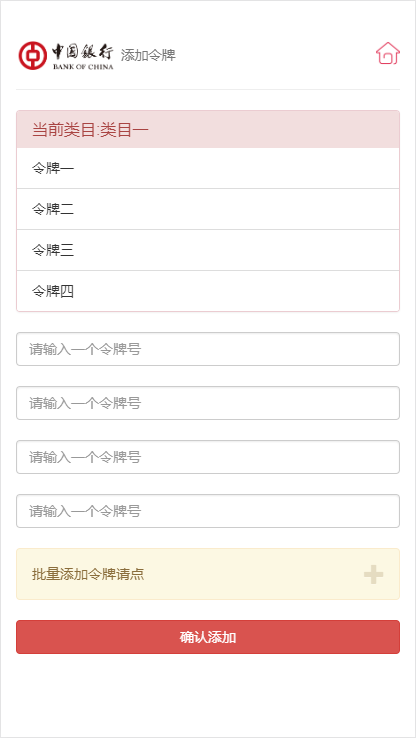 中国银行 添加令牌
BANK OF CHINA
当前类目:类目一
令牌一
令牌二
令牌三
令牌四
请输入一个令牌号
请输入一个令牌号
请输入一个令牌号
请输入一个令牌号
批量添加令牌请点
确认添加